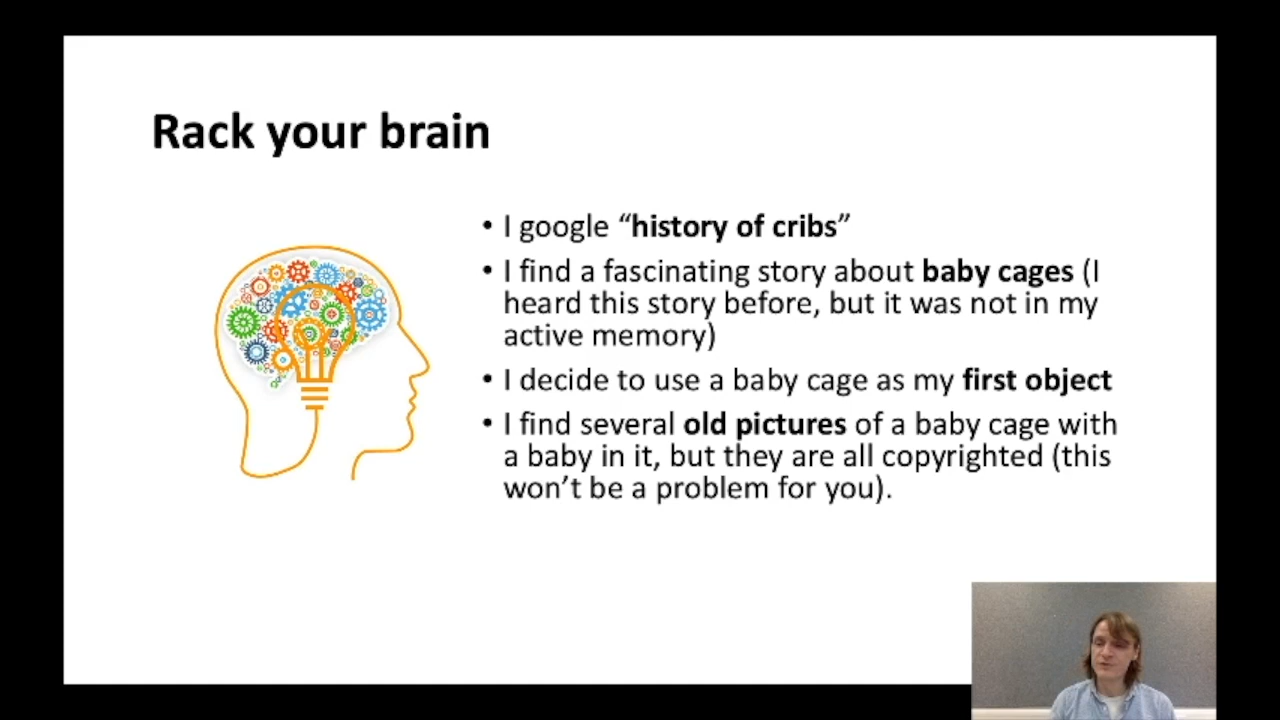 Rack your brain
• I google “history of cribs”
• I find a fascinating story about baby cages (I
heard this story before, but it was not in my
active memory)
• I decide to use a baby cage as my first object
• I find several old pictures of a baby cage with
a baby in it, but they are all copyrighted (this
won’t be a problem for you).